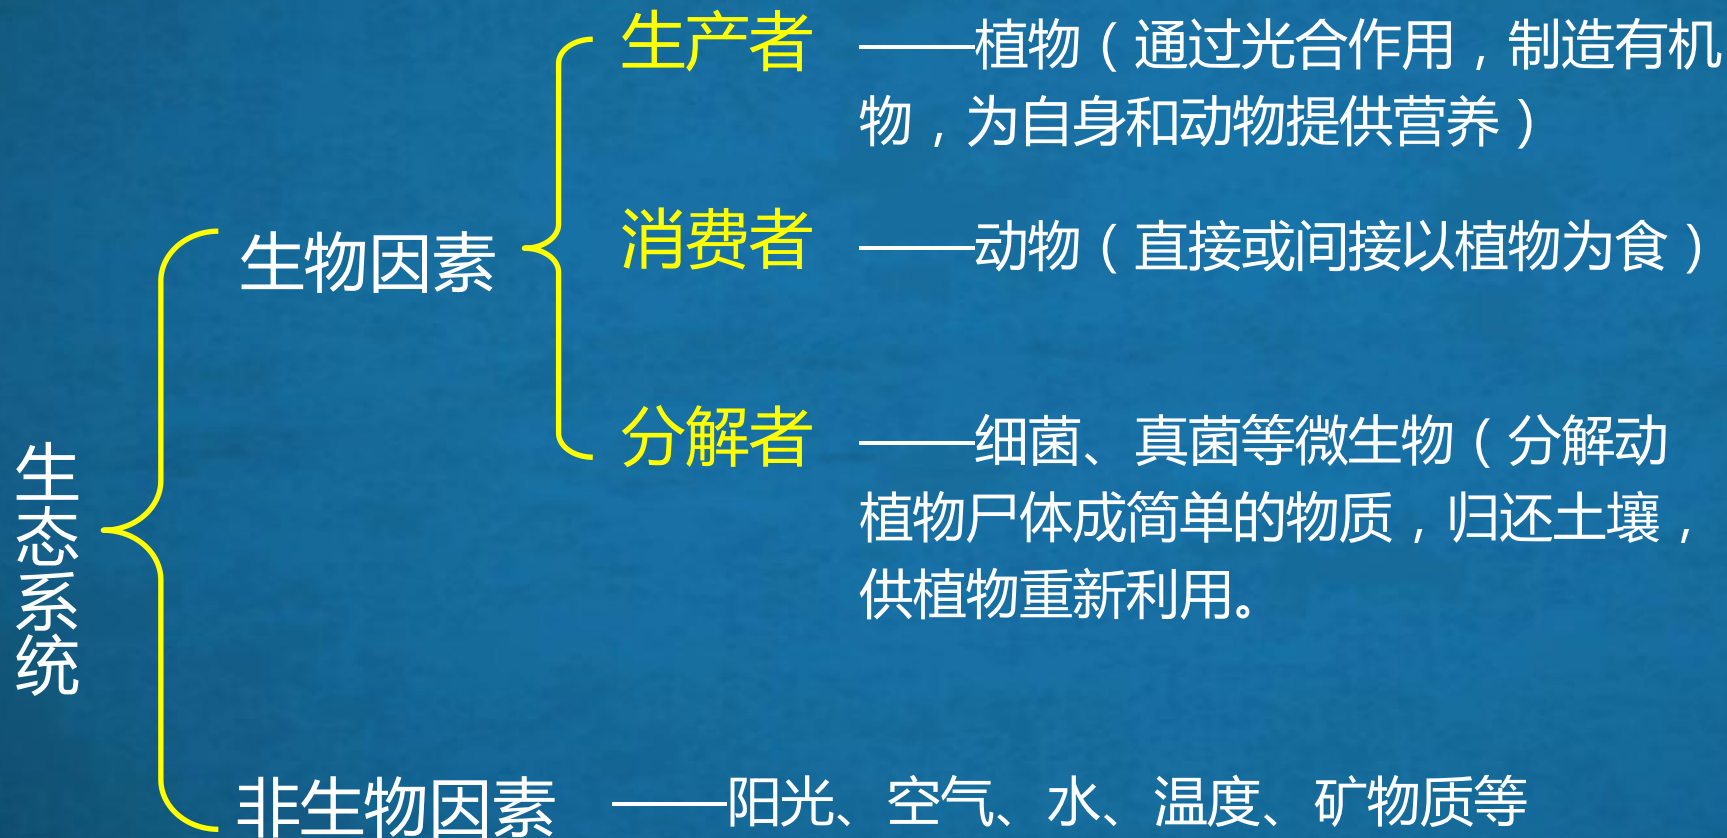 生产者 ——植物（通过光合作用，制造有机
物，为自身和动物提供营养）
生物因素
消费者 ——动物（直接或间接以植物为食）
分解者 ——细菌、真菌等微生物（分解动
植物尸体成简单的物质，归还土壤，
供植物重新利用。
生态系统
非生物因素 ——阳光、空气、水、温度、矿物质等